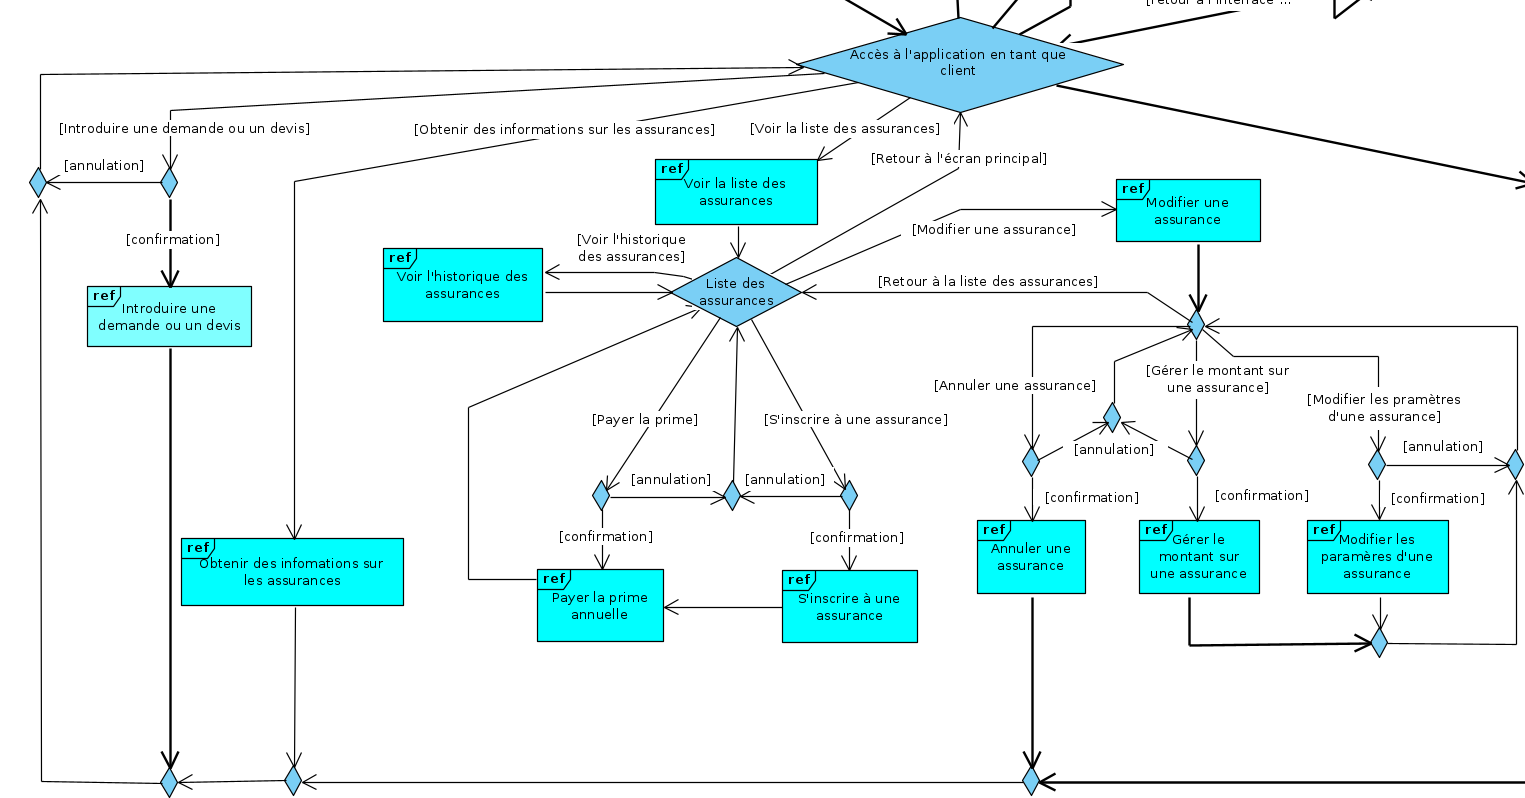 [retour à l'interface ...
Accès à l'application en tant que
client
[Introduire une demande ou un devis]
[Obtenir des informations sur les assurances]
[Voir la liste des assurances]
[Retour à l'écran principal]
[annulation]
ref
Voir la liste des
assurances
ref
Modifier une
assurance
[Modifier une assurance]
[confirmation]
[Voir l'historique
des assurances]
ref
Voir l'historique des
assurances
Liste des
assurances
[Retour à la liste des assurances]
ref
Introduire une
demande ou un devis
[Annuler une assurance]
[Gérer le montant sur
une assurance]
[Modifier les pramètres
d'une assurance]
[Payer la prime]
[S'inscrire à une assurance]
[annulation]
[annulation]
[annulation]
[annulation]
[confirmation]
[confirmation]
[confirmation]
[confirmation]
[confirmation]
ref
Obtenir des infomations sur
les assurances
ref
Payer la prime
annuelle
ref
S'inscrire à une
assurance
ref
Annuler une
assurance
ref
Gérer le
montant sur
une assurance
ref
Modifier les
paramères d'une
assurance